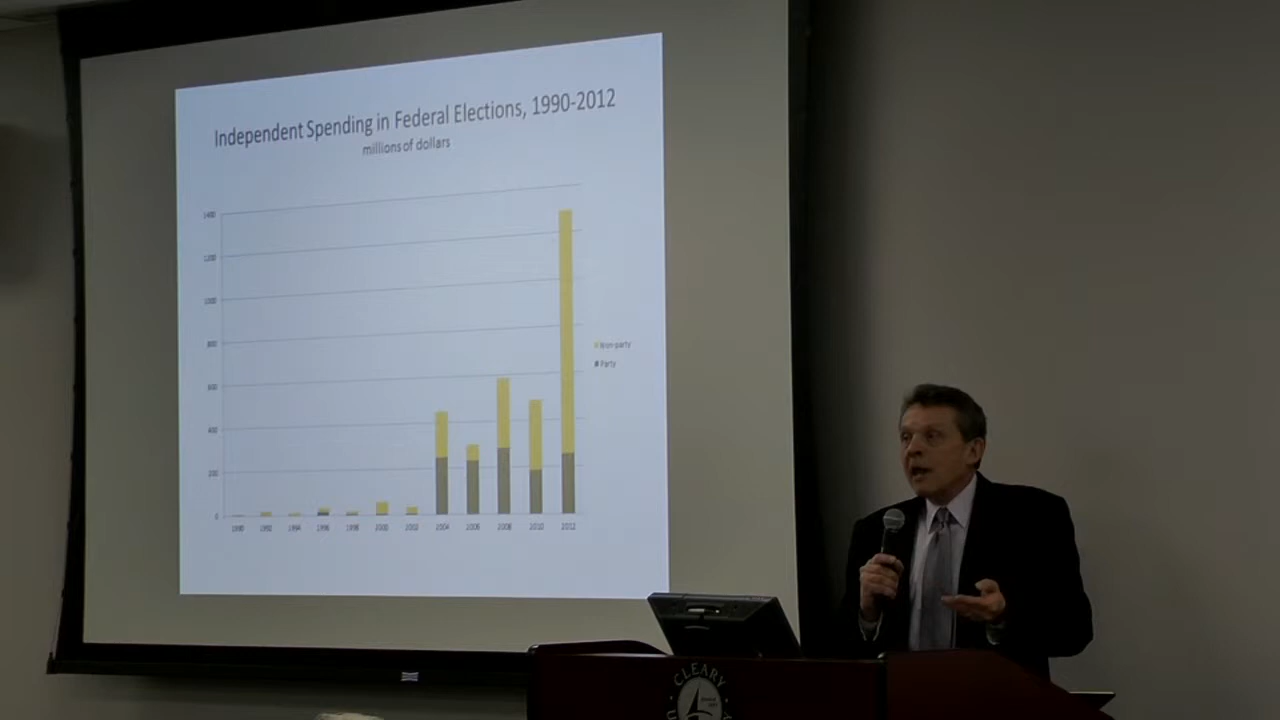 Independent Spending in Federal Elections, 1990-2012
millions of dollars
1400
1200
1000
800
600
400
200
0
Non-party
Party
1990 1992 1994 1996 1998 2000 2002 2004 2006 2008 2010 2012
CLEARY